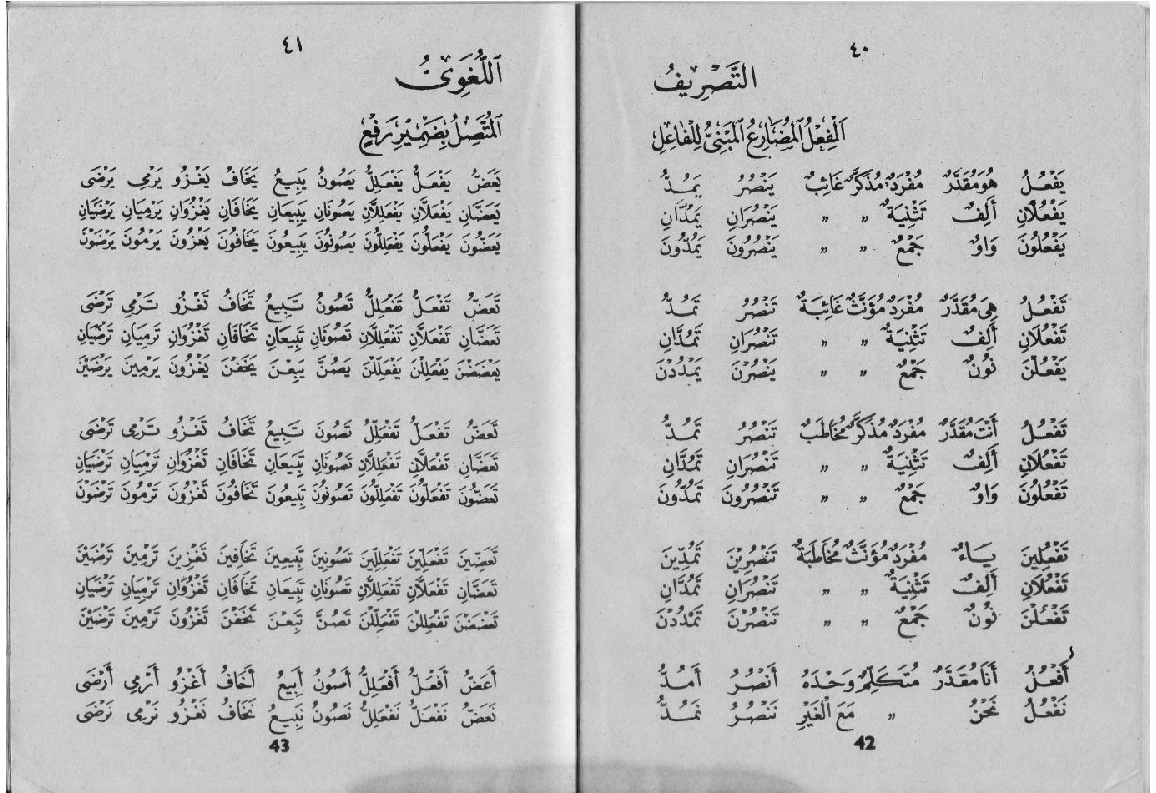 ٤٠
التَّصْرِيفُ
اَلْفِعْلُ الْمُضَارِعُ الْمَبْنِيُّ لِلْفَاعِلِ
يَفْعُلُ هُوَ مُقَدَّرٌ مُفْرَدٌ مُذَكَّرٌ غَائِبٌ يَنْصُرُ يَمُدُّ
يَفْعُلَانِ أَلِفٌ تَثْنِيَةٌ » » يَنْصُرَانِ يَمُدَّانِ
يَفْعُلُونَ وَاوٌ جَمْعٌ » » يَنْصُرُونَ يَمُدُّونَ
تَفْعُلُ هِيَ مُقَدَّرٌ مُفْرَدٌ مُؤَنَّثٌ غَائِبَةٌ تَنْصُرُ تَمُدُّ
تَفْعُلَانِ أَلِفٌ تَثْنِيَةٌ » » تَنْصُرَانِ تَمُدَّانِ
يَفْعُلْنَ نُونٌ جَمْعٌ » » يَنْصُرْنَ يَمْدُدْنَ
تَفْعُلُ أَنْتَ مُقَدَّرٌ مُفْرَدٌ مُذَكَّرٌ مُخَاطَبٌ تَنْصُرُ تَمُدُّ
تَفْعُلَانِ أَلِفٌ تَثْنِيَةٌ » » تَنْصُرَانِ تَمُدَّانِ
تَفْعُلُونَ وَاوٌ جَمْعٌ » » تَنْصُرُونَ تَمُدُّونَ
تَفْعُلِينَ يَاءٌ مُفْرَدٌ مُؤَنَّثٌ مُخَاطَبَةٌ تَنْصُرِيْنَ تَمُدِّينَ
تَفْعُلَانِ أَلِفٌ تَثْنِيَةٌ » » تَنْصُرَانِ تَمُدَّانِ
تَفْعُلْنَ نُونٌ جَمْعٌ » » تَنْصُرْنَ تَمْدُدْنَ
أَفْعُلُ أَنَا مُقَدَّرٌ مُتَكَلِّمٌ وَحْدَهُ أَنْصُرُ أَمُدُّ
نَفْعُلُ نَحْنُ » مَعَ الْغَيْرِ نَنْصُرُ نَمُدُّ
42
٤١
اَللُّغَوِيُّ
اَلْمُتَّصِلُ بِضَمِيْرِ رَفْعٍ
يَعَضُّ يَفْعَلُّ يَفْعَلِلُّ يَصُونُ يَبِيعُ يَخَافُ يَغْزُو يَرْمِي يَرْضَى
يَعَضَّانِ يَفْعَلَّانِ يَفْعَلِلَّانِ يَصُونَانِ يَبِيعَانِ يَخَافَانِ يَغْزُوَانِ يَرْمِيَانِ يَرْضَيَانِ
يَعَضُّونَ يَفْعَلُّونَ يَفْعَلِلُّونَ يَصُونُونَ يَبِيعُونَ يَخَافُونَ يَغْزُونَ يَرْمُونَ يَرْضَوْنَ
تَعَضُّ تَفْعَلُّ تَفْعَلِلُّ تَصُونُ تَبِيعُ تَخَافُ تَغْزُو تَرْمِي تَرْضَى
تَعَضَّانِ تَفْعَلَّانِ تَفْعَلِلَّانِ تَصُونَانِ تَبِيعَانِ تَخَافَانِ تَغْزُوَانِ تَرْمِيَانِ تَرْضَيَانِ
يَعْضَضْنَ يَفْعَلِلْنَ يَفْعَلِلْنَ يَصُنَّ يَبِعْنَ يَخَفْنَ يَغْزُونَ يَرْمِينَ يَرْضَيْنَ
تَعَضُّ تَفْعَلُّ تَفْعَلِلُّ تَصُونَ تَبِيعُ تَخَافُ تَغْزُو تَرْمِي تَرْضَى
تَعَضَّانِ تَفْعَلَّانِ تَفْعَلِلَّانِ تَصُونَانِ تَبِيعَانِ تَخَافَانِ تَغْزُوَانِ تَرْمِيَانِ تَرْضَيَانِ
تَعَضُّونَ تَفْعَلُّونَ تَفْعَلِلُّونَ تَصُونُونَ تَبِيعُونَ تَخَافُونَ تَغْزُونَ تَرْمُونَ تَرْضَوْنَ
تَعَضِّينَ تَفْعَلِّينَ تَفْعَلِلِّينَ تَصُونِينَ تَبِيعِينَ تَخَافِينَ تَغْزِينَ تَرْمِينَ تَرْضَيْنَ
تَعَضَّانِ تَفْعَلَّانِ تَفْعَلِلَّانِ تَصُونَانِ تَبِيعَانِ تَخَافَانِ تَغْزُوَانِ تَرْمِيَانِ تَرْضَيَانِ
تَعْضَضْنَ تَفْعَلِلْنَ تَفْعَلِلْنَ تَصُنَّ تَبِعْنَ تَخَفْنَ تَغْزُونَ تَرْمِينَ تَرْضَيْنَ
أَعَضُّ أَفْعَلُّ أَفْعَلِلُّ أَصُونُ أَبِيعُ أَخَافُ أَغْزُو أَرْمِي أَرْضَى
نَعَضُّ نَفْعَلُّ نَفْعَلِلُّ نَصُونُ نَبِيعُ نَخَافُ نَغْزُو نَرْمِي نَرْضَى
43